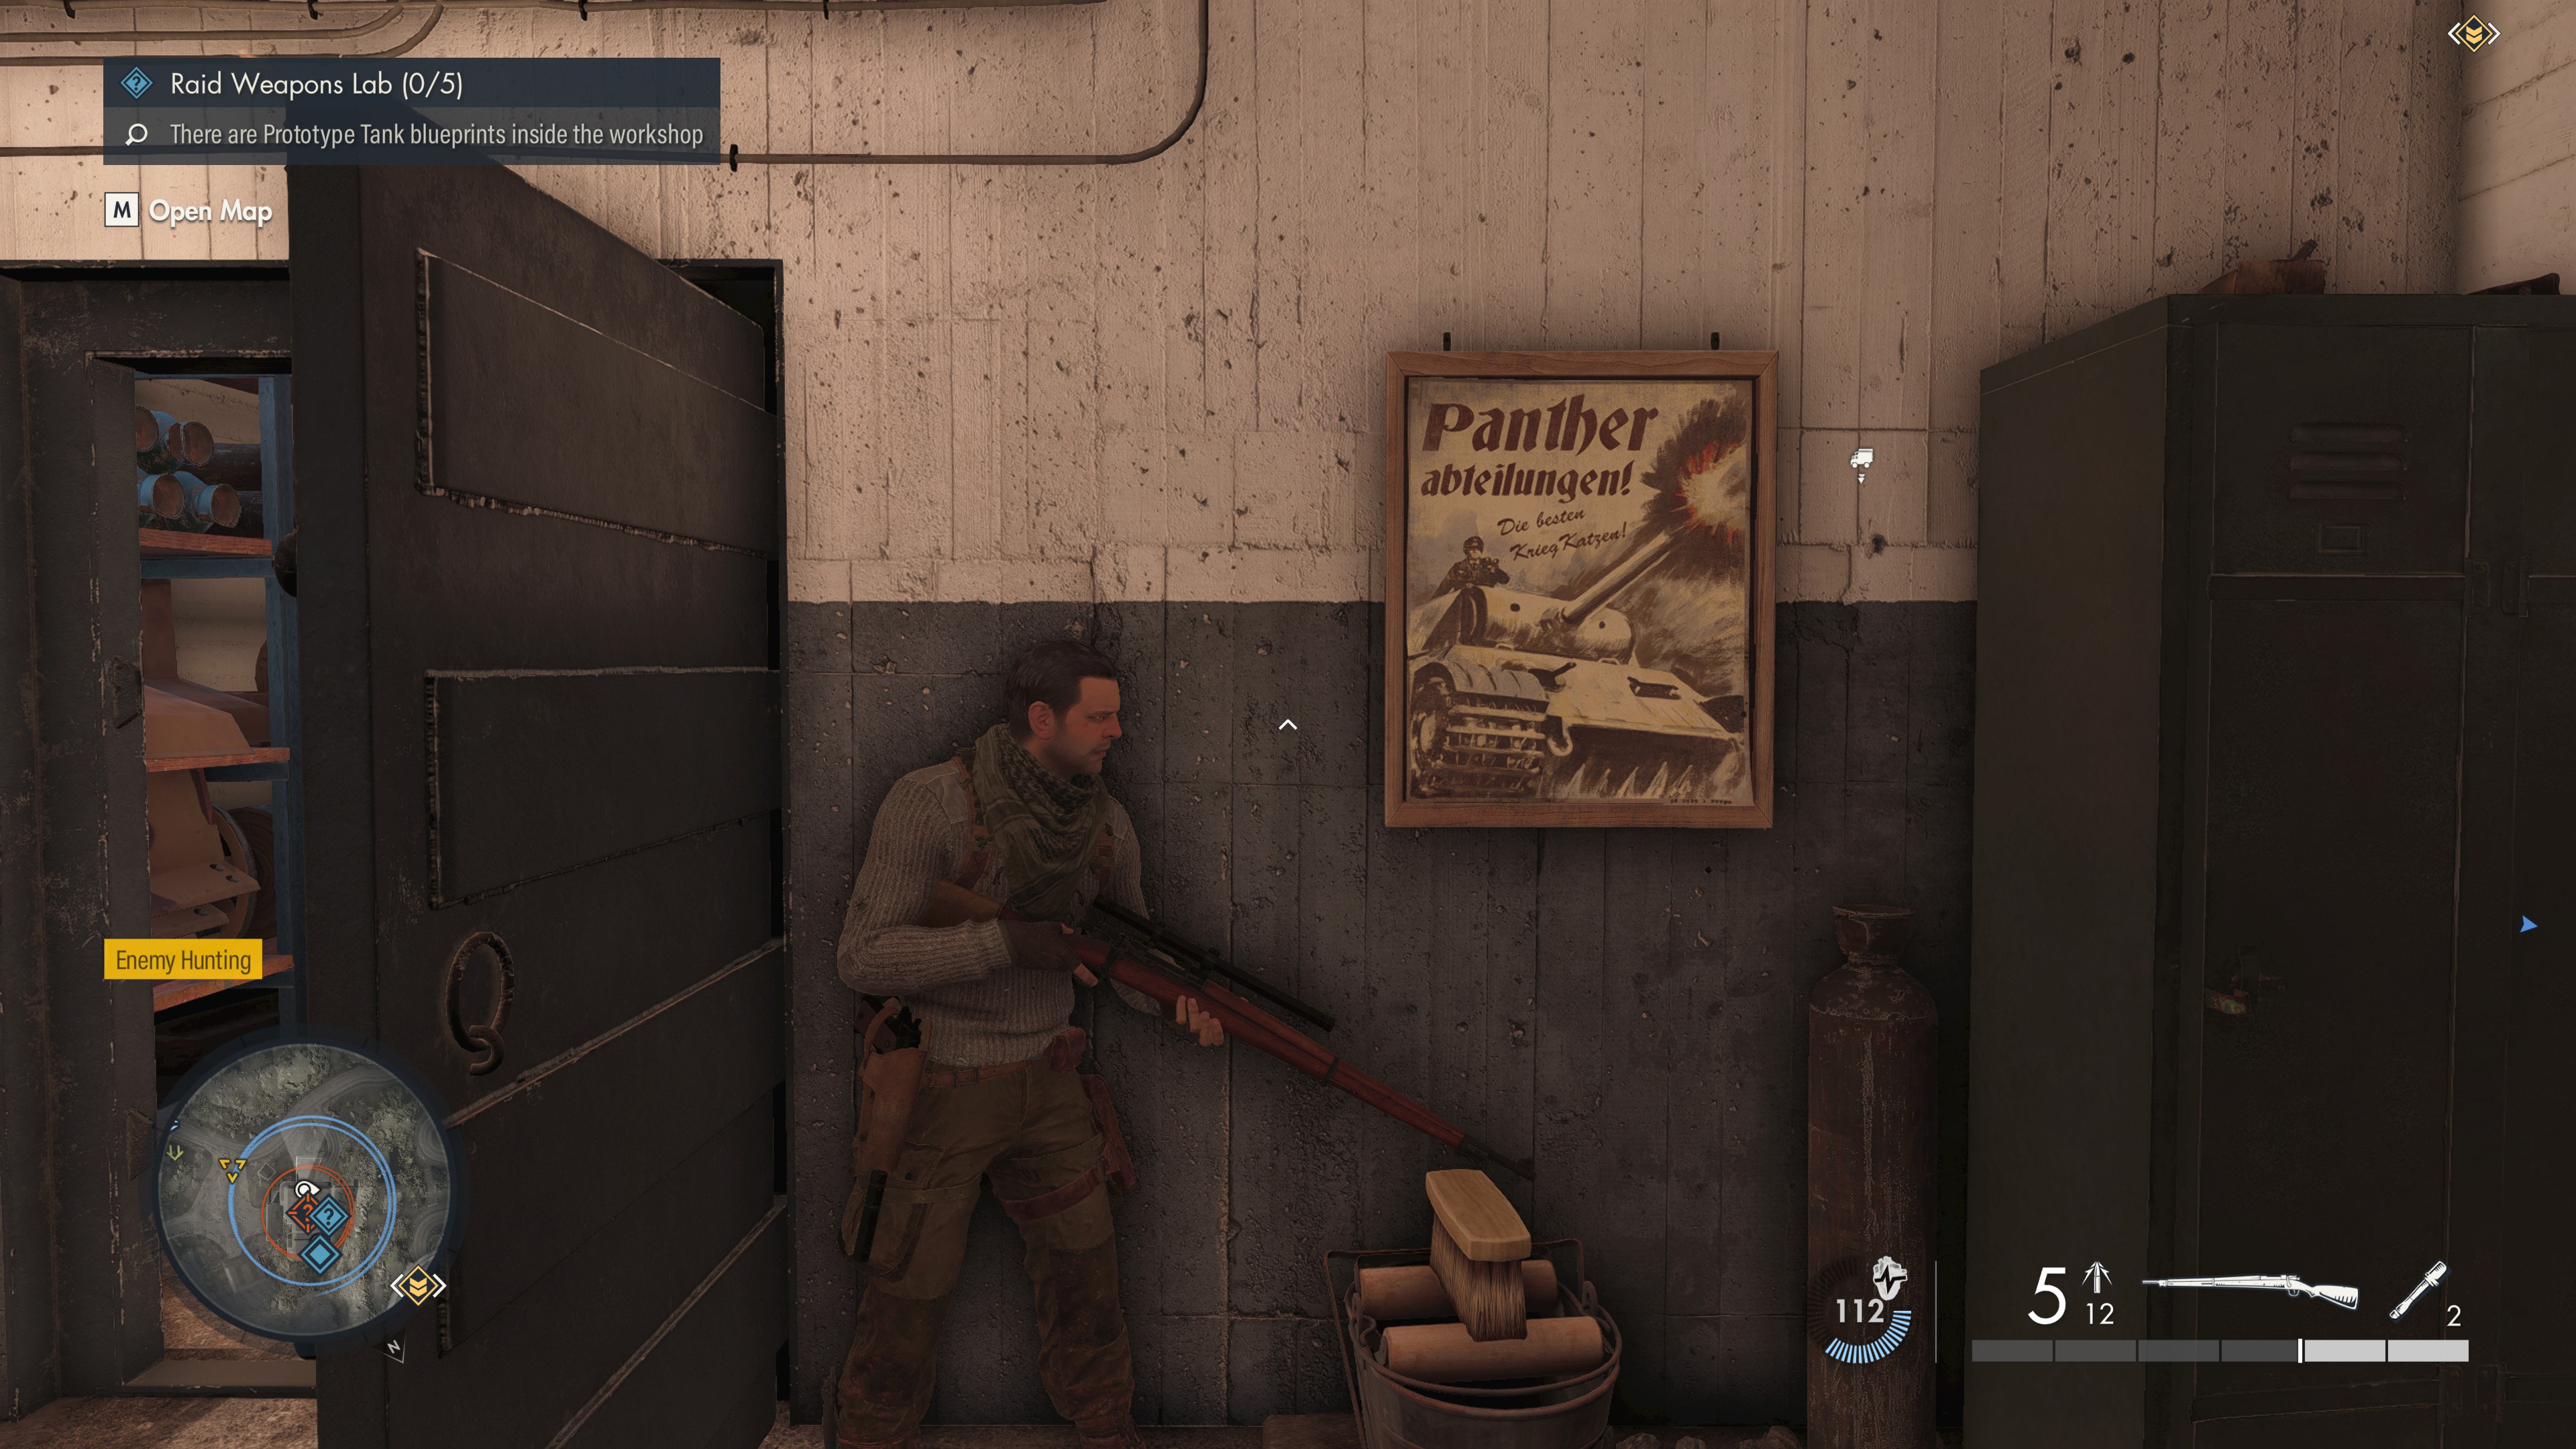 Raid Weapons Lab (0/5)
There are Prototype Tank blueprints inside the workshop
M Open Map
Panther
abteilungen!
Die besten
Krieg Katzen!
Enemy Hunting
N
112
5
12
2